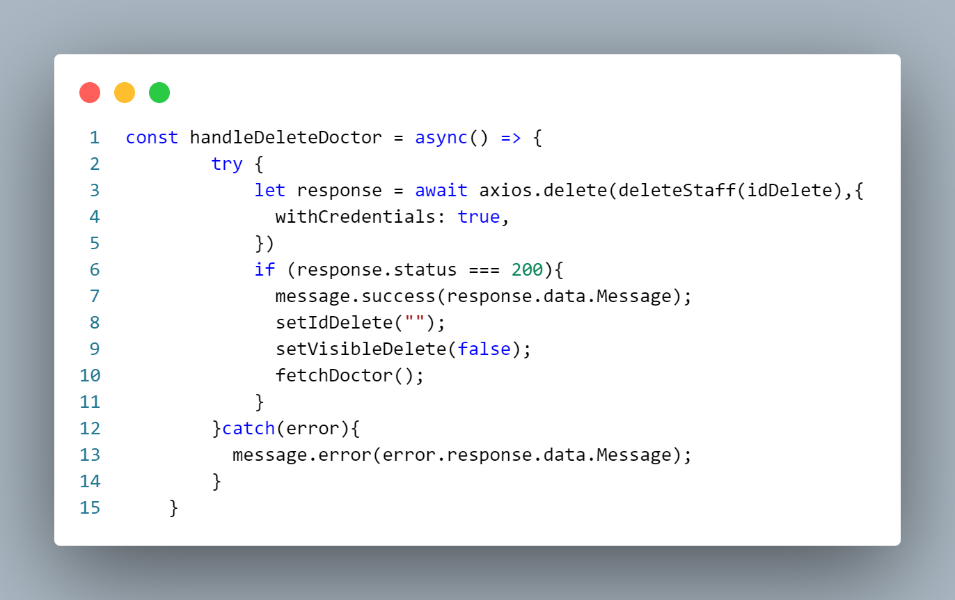 1 const handleDeleteDoctor = async() => {
2         try {
3             let response = await axios.delete(deleteStaff(idDelete),{
4               withCredentials: true,
5             })
6             if (response.status === 200){
7               message.success(response.data.Message);
8               setIdDelete("");
9               setVisibleDelete(false);
10               fetchDoctor();
11             }
12         }catch(error){
13           message.error(error.response.data.Message);
14         }
15     }